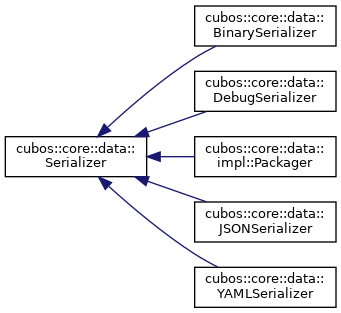 cubos::core::data::
BinarySerializer
cubos::core::data::
DebugSerializer
cubos::core::data::
Serializer
cubos::core::data::
impl::Packager
cubos::core::data::
JSONSerializer
cubos::core::data::
YAMLSerializer